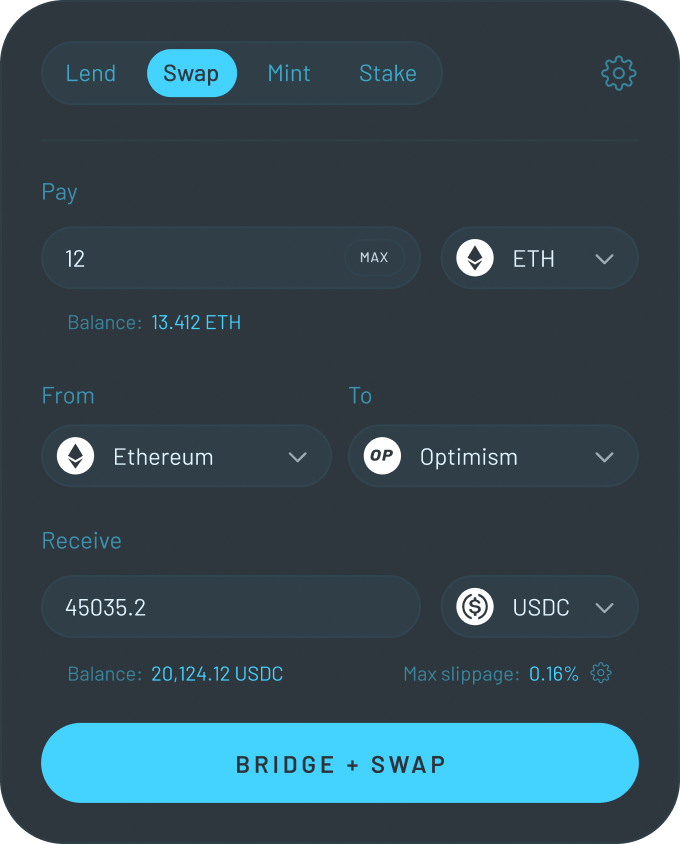 Lend Swap Mint Stake
Pay
12 MAX ETH
Balance: 13.412 ETH
From To
Ethereum OP Optimism
Receive
45035.2 $ USDC
Balance: 20,124.12 USDC Max slippage: 0.16%
BRIDGE + SWAP